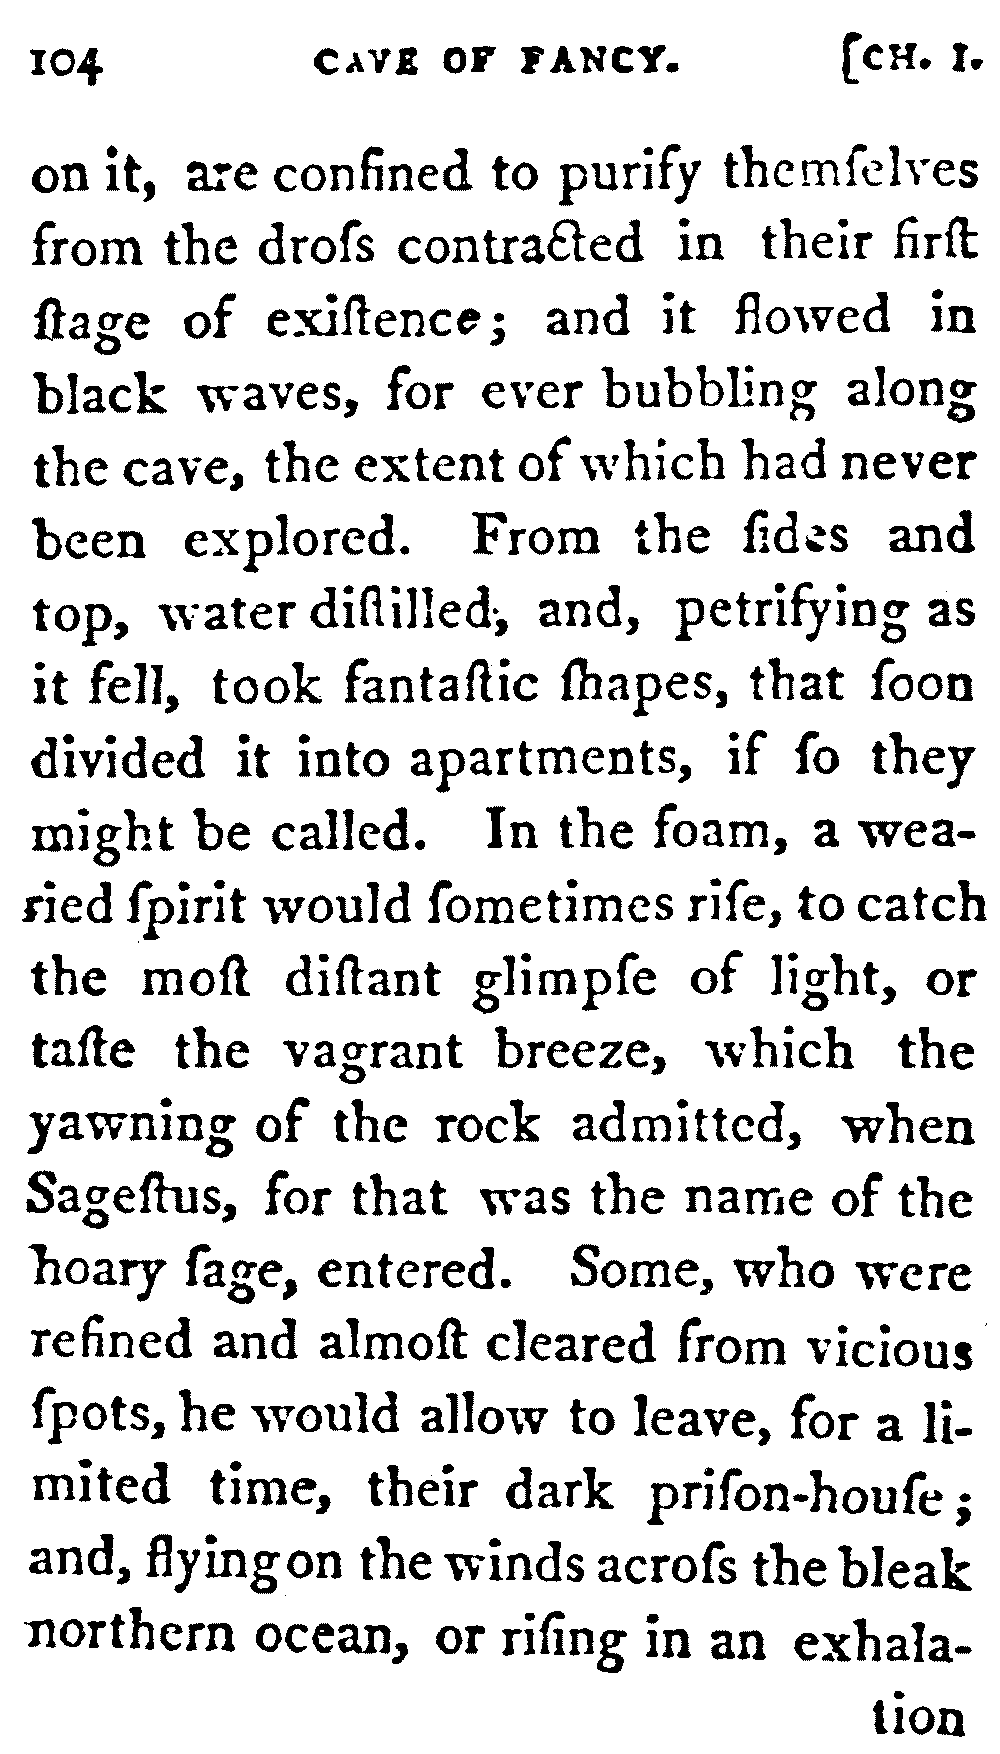 104 CAVE OF FANCY. [CH. I.
on it, are confined to purify themſelves
from the droſs contracted in their firſt
ſtage of exiſtence; and it flowed in
black waves, for ever bubbling along
the cave, the extent of which had never
been explored. From the ſides and
top, water diſtilled; and, petrifying as
it fell, took fantaſtic ſhapes, that ſoon
divided it into apartments, if ſo they
might be called. In the foam, a wea-
ried ſpirit would ſometimes riſe, to catch
the moſt diſtant glimpſe of light, or
taſte the vagrant breeze, which the
yawning of the rock admitted, when
Sageſtus, for that was the name of the
hoary ſage, entered. Some, who were
refined and almoſt cleared from vicious
ſpots, he would allow to leave, for a li-
mited time, their dark priſon-houſe;
and, flying on the winds acroſs the bleak
northern ocean, or riſing in an exhala-
tion